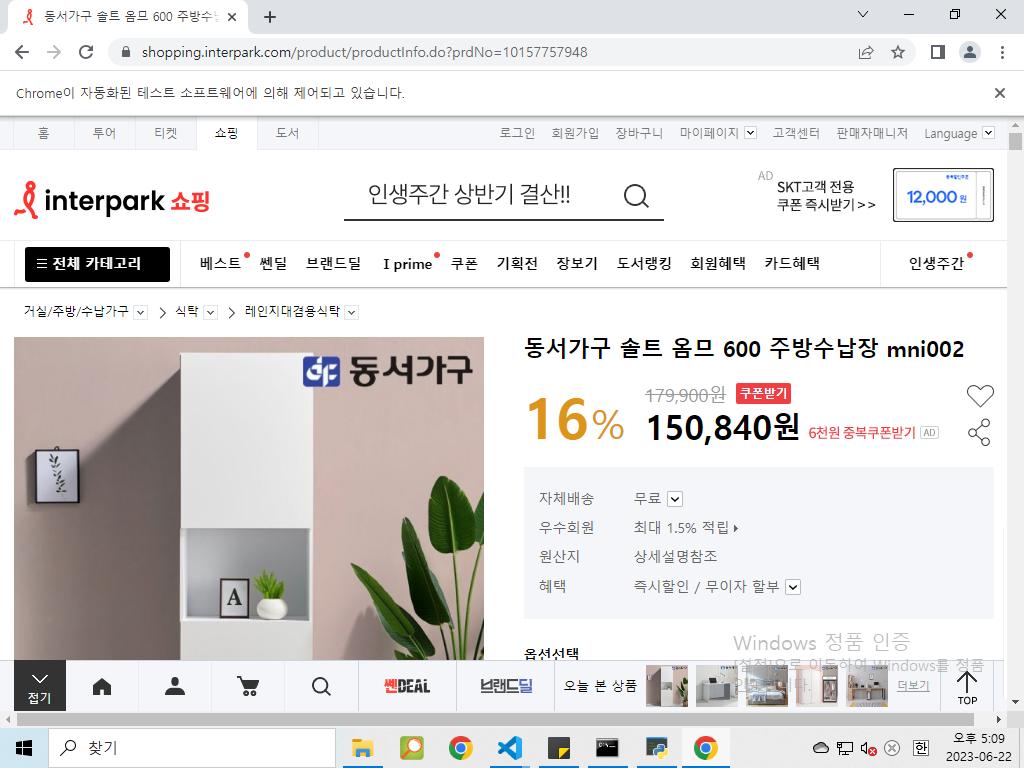 동서가구 솔트 옴므 600 주방수납
shopping.interpark.com/product/productInfo.do?prdNo=10157757948
Chrome이 자동화된 테스트 소프트웨어에 의해 제어되고 있습니다.
홈 투어 티켓 쇼핑 도서 로그인 회원가입 장바구니 마이페이지 고객센터 판매자매니저 Language
interpark 쇼핑
인생주간 상반기 결산!!
AD SKT고객 전용
쿠폰 즉시받기>>
중복할인쿠폰
12,000원
전체 카테고리 베스트 쎈딜 브랜드딜 I prime 쿠폰 기획전 장보기 도서랭킹 회원혜택 카드혜택 인생주간
거실/주방/수납가구 > 식탁 > 레인지대겸용식탁
동서가구
A
동서가구 솔트 옴므 600 주방수납장 mni002
16% 179,900원 쿠폰받기
150,840원 6천원 중복쿠폰받기 AD
자체배송 무료
우수회원 최대 1.5% 적립
원산지 상세설명참조
혜택 즉시할인 / 무이자 할부
옵션선택
Windows 정품 인증
[설정]으로 이동하여 Windows를 정품
접기 쎈DEAL 브랜드딜 오늘 본 상품 더보기 TOP
찾기
한
오후 5:09
2023-06-22